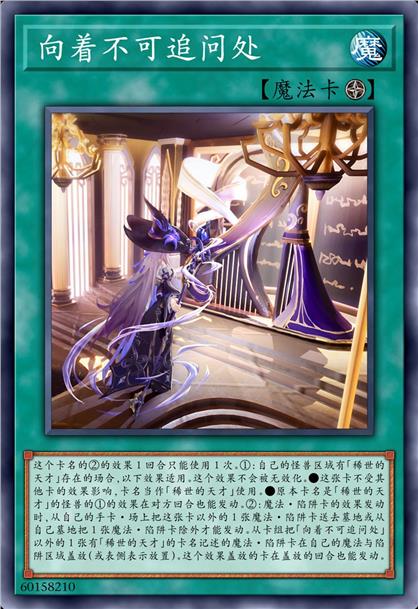 向着不可追问处
魔
【魔法卡】
这个卡名的②的效果1回合只能使用1次。①:自己的怪兽区域有「稀世的
天才」存在的场合,以下效果适用。这个效果不会被无效化。●这张卡不受其
他卡的效果影响,卡名当作「稀世的天才」使用。●原本卡名是「稀世的天
才」的怪兽的①的效果在对方回合也能发动。②:魔法·陷阱卡的效果发动
时,从自己的手卡·场上把这张卡以外的1张魔法·陷阱卡送去墓地或从自
己墓地把1张魔法·陷阱卡除外才能发动。从卡组把「向着不可追问处」
以外的1张有「稀世的天才」的卡名记述的魔法·陷阱卡在自己的魔法与陷
阱区域盖放(或表侧表示放置)。这个效果盖放的卡在盖放的回合也能发动。
60158210